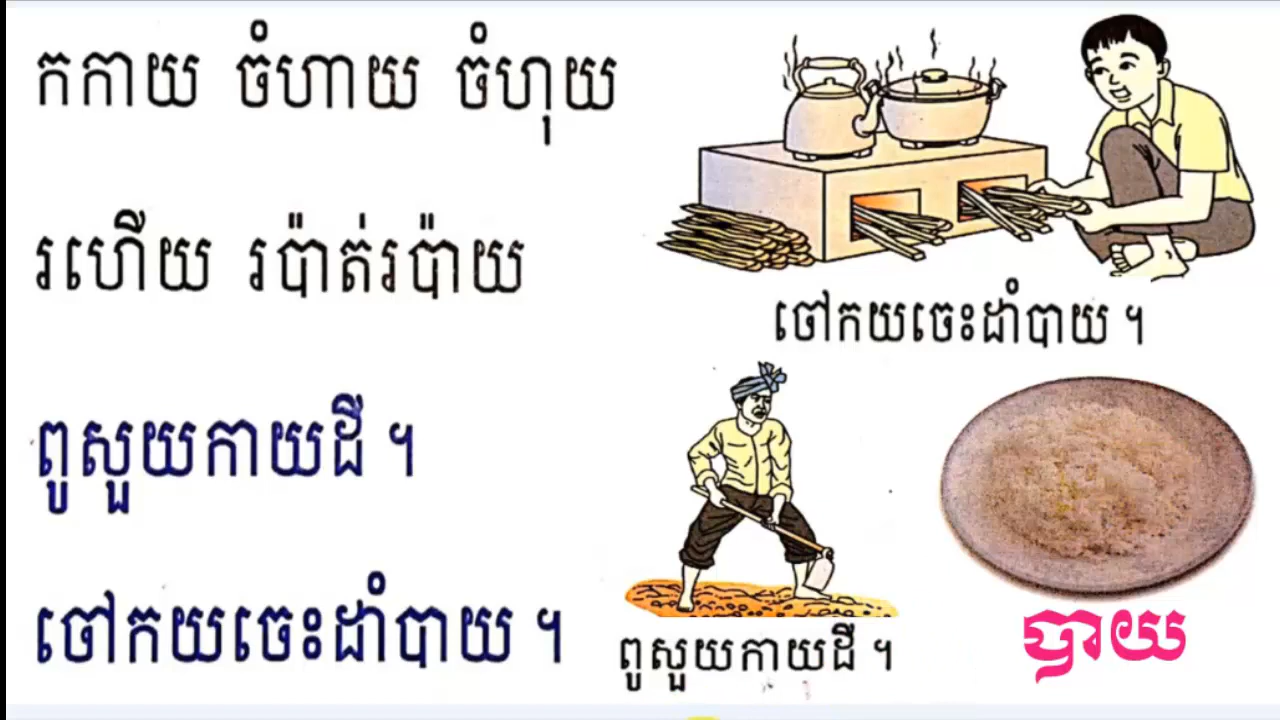 កកាយ ចំហាយ ចំហុយ
រហើយ រប៉ាត់រប៉ាយ
ពូសួយកាយដី ។
ចៅកយចេះដាំបាយ ។
ចៅកយចេះដាំបាយ ។
ពូសួយកាយដី ។
បាយ